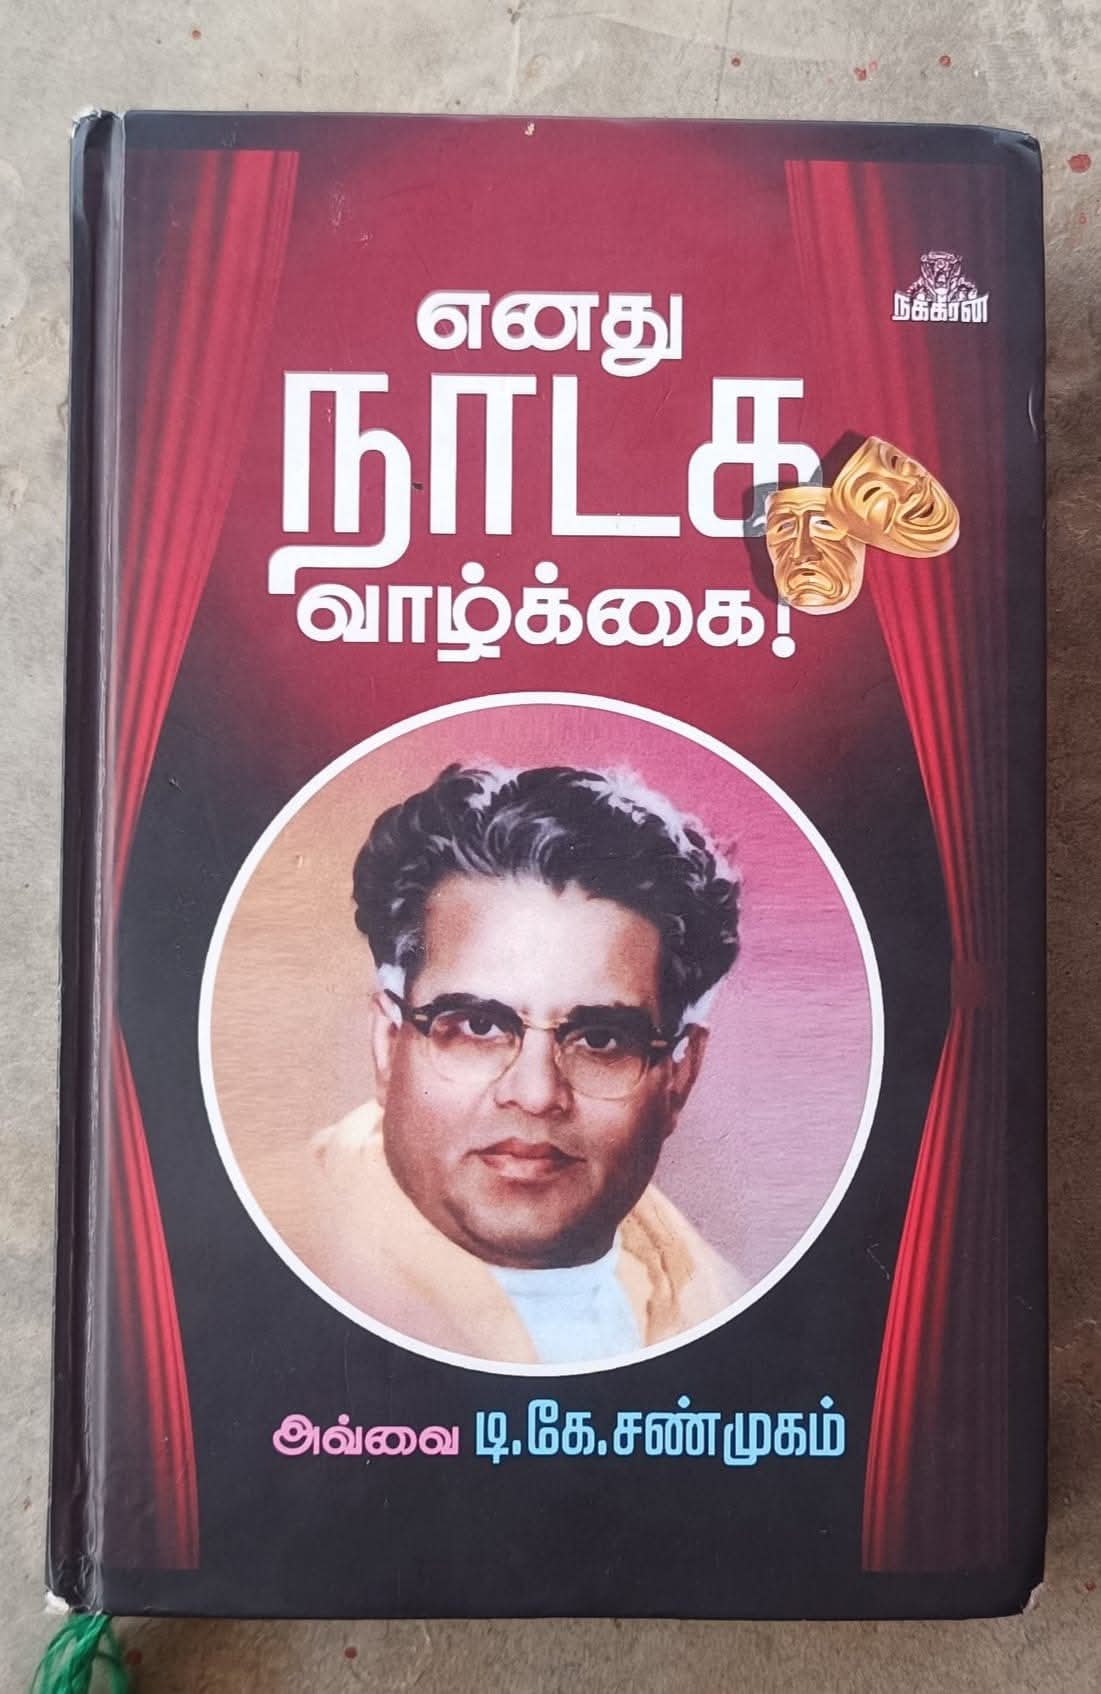 நக்கீரன்
எனது
நாடக
வாழ்க்கை!
அவ்வை டி.கே.சண்முகம்